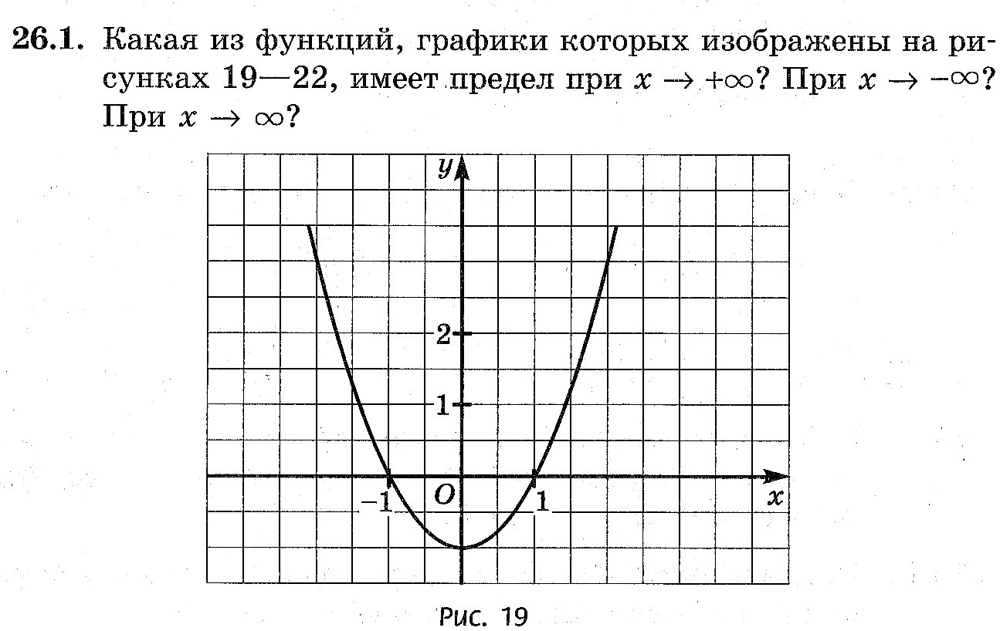 26.1. Какая из функций, графики которых изображены на ри-
сунках 19—22, имеет предел при x → +∞? При x → −∞?
При x → ∞?
y
2
1
−1
O
1
x
Рис. 19